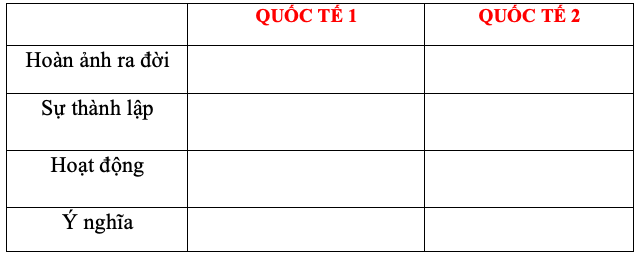 QUỐC TẾ 1 QUỐC TẾ 2
Hoàn ảnh ra đời
Sự thành lập
Hoạt động
Ý nghĩa